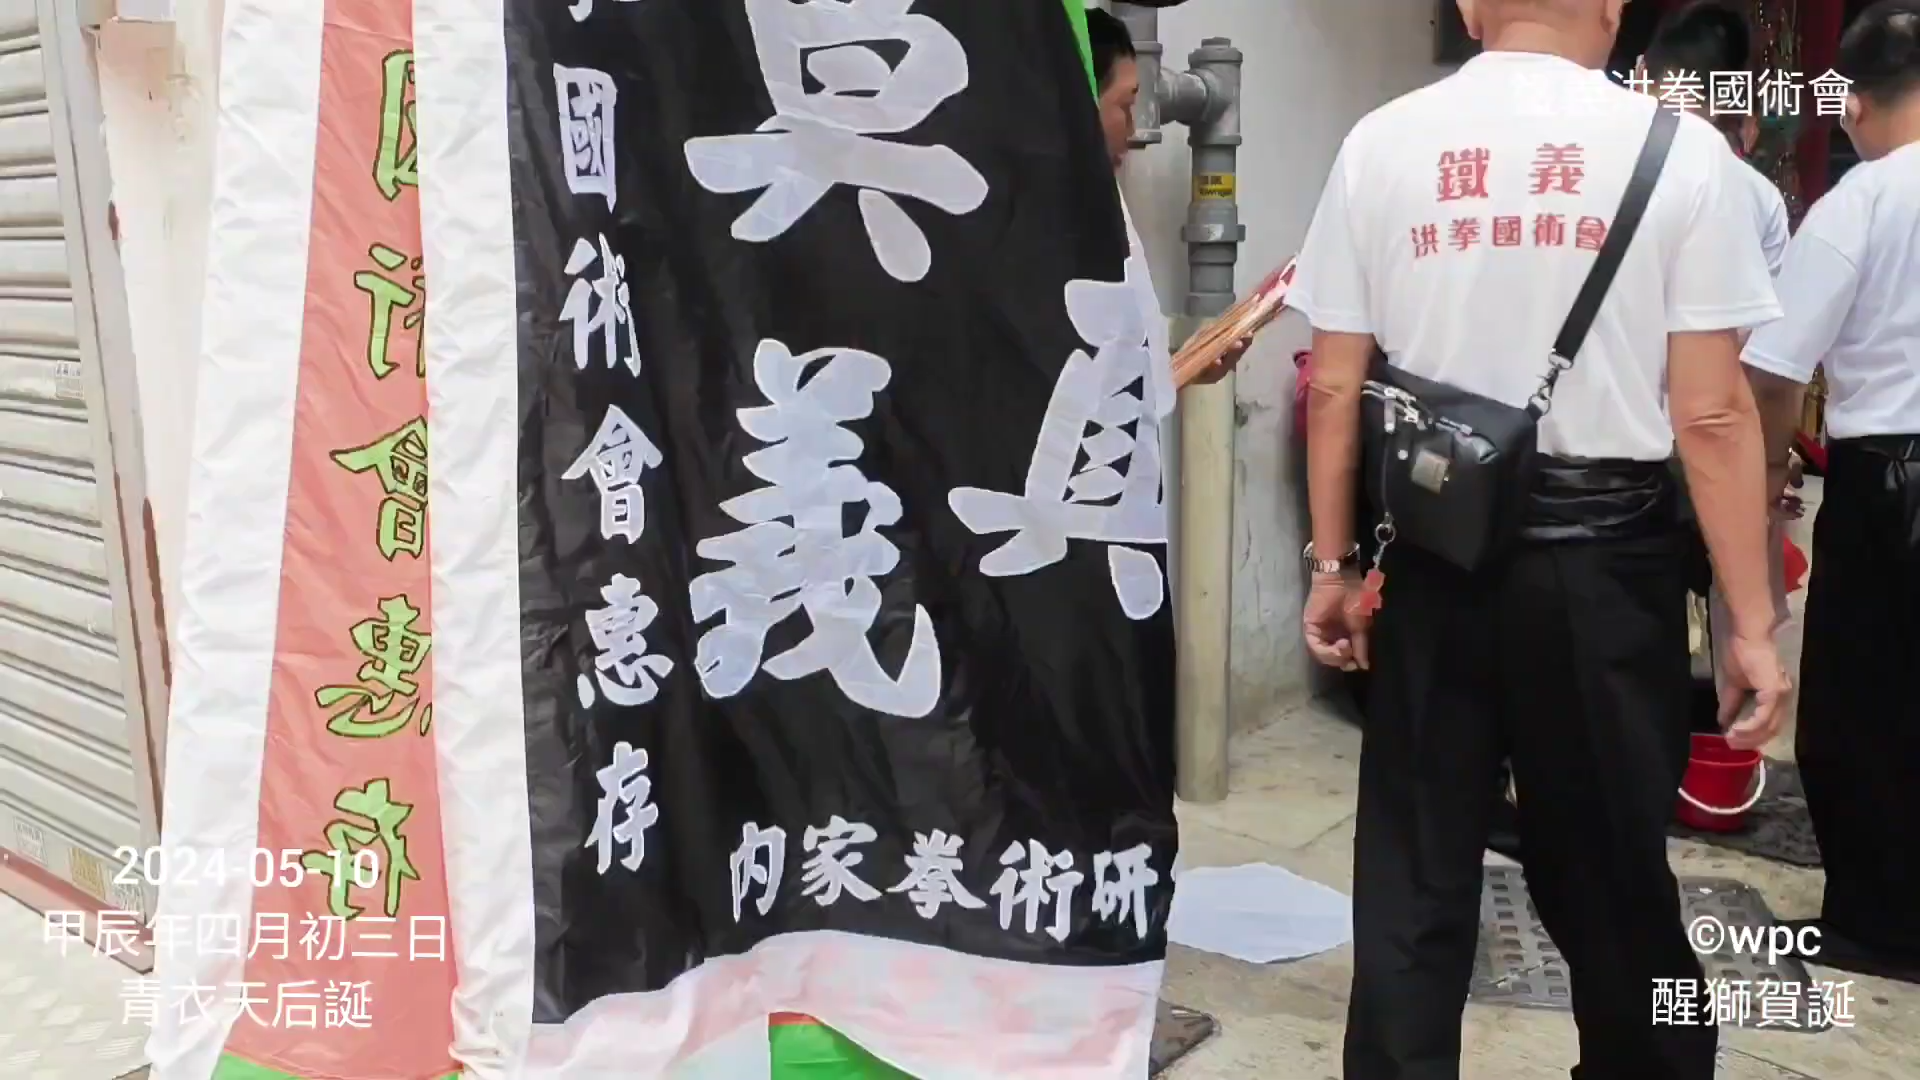 國術會惠存
國術會惠存
真義
真
內家拳術研
鐵義
洪拳國術會
洪拳國術會
2024-05-10
甲辰年四月初三日
青衣天后誕
©wpc
醒獅賀誕